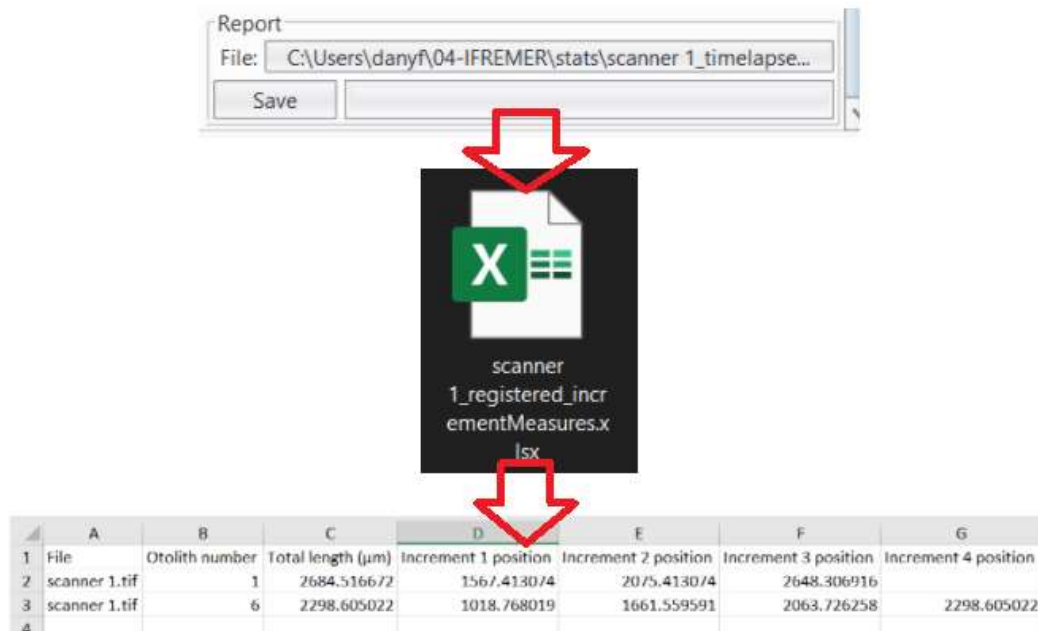 Report
File: C:\Users\danyf\04-IFREMER\stats\scanner 1_timelapse...
Save
X
scanner
1_registered_incr
ementMeasures.x
lsx
A B C D E F G
1 File Otolith number Total length (µm) Increment 1 position Increment 2 position Increment 3 position Increment 4 position
2 scanner 1.tif 1 2684.516672 1567.413074 2075.413074 2648.306916
3 scanner 1.tif 6 2298.605022 1018.768019 1661.559591 2063.726258 2298.605022
4